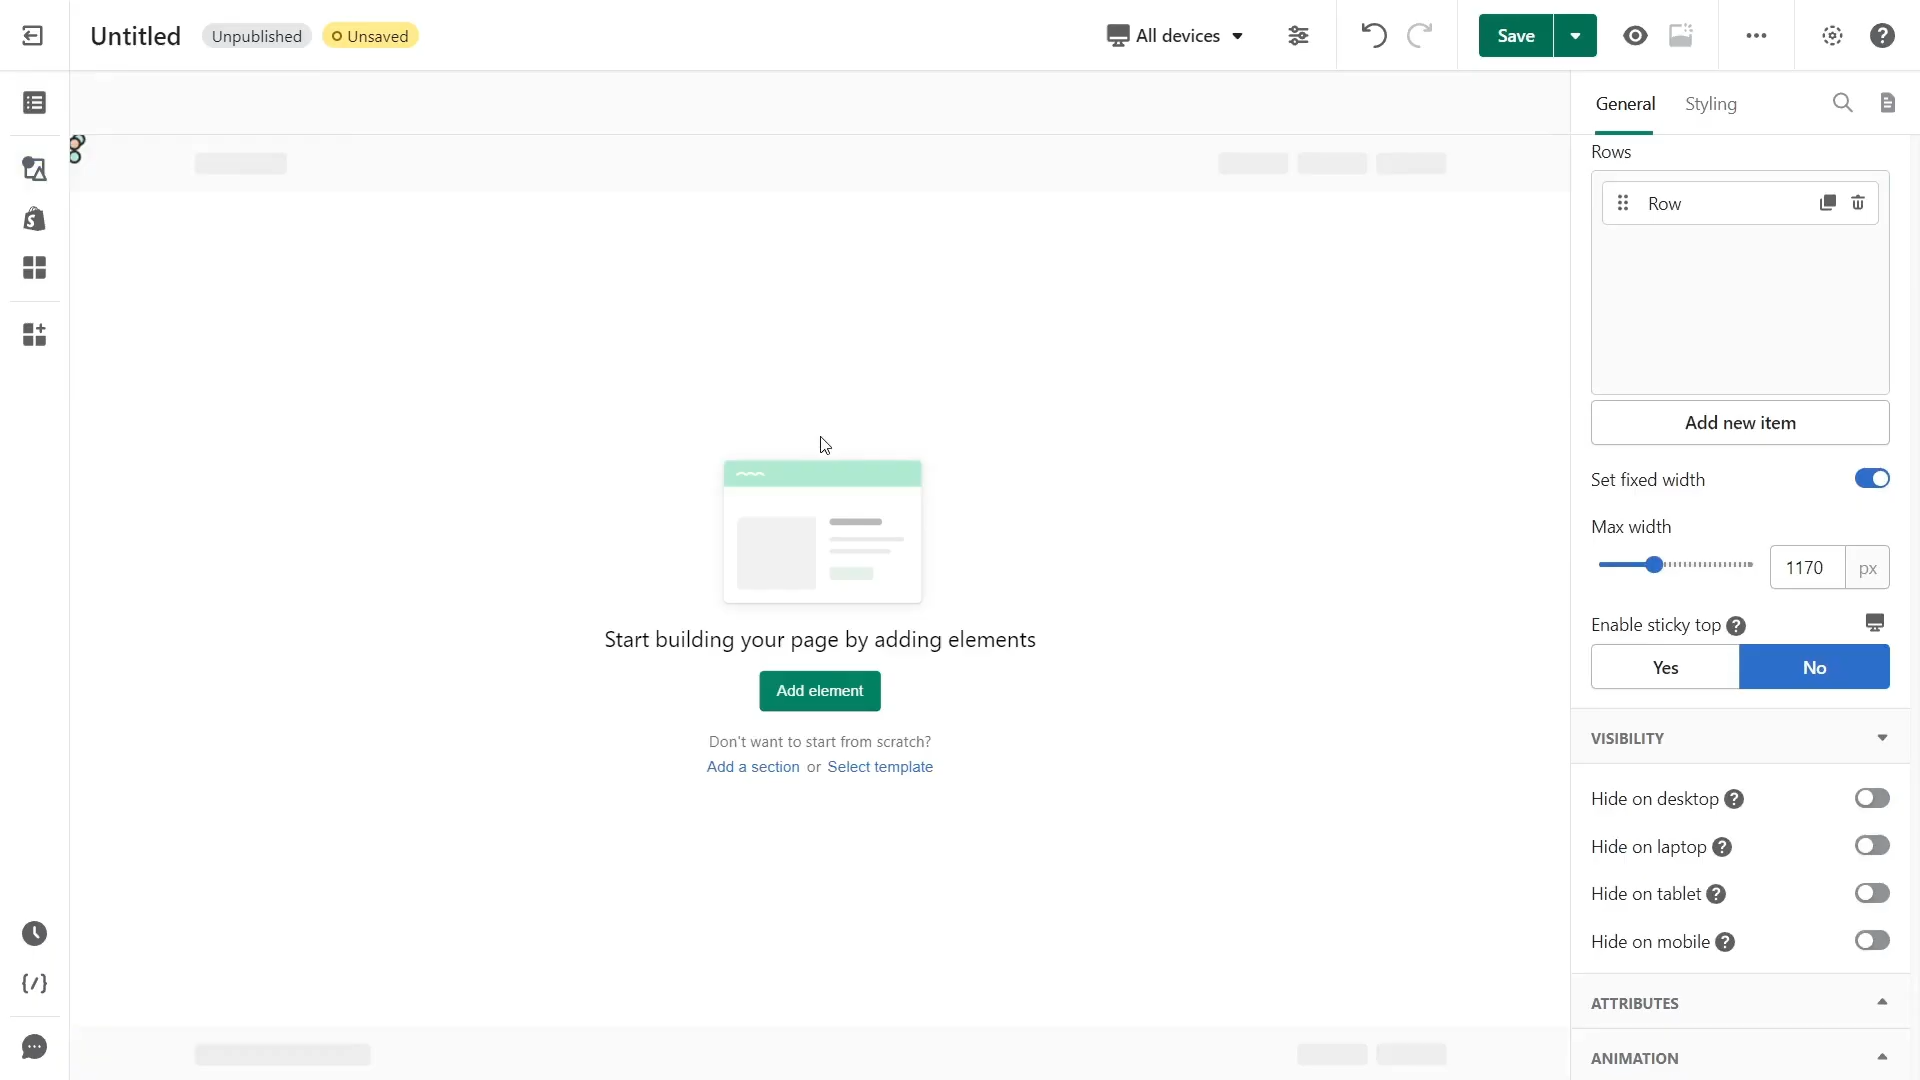 Untitled
Unpublished
Unsaved
All devices
Save
General
Styling
Rows
Row
Add new item
Set fixed width
Max width
1170
px
Enable sticky top
Yes
No
VISIBILITY
Hide on desktop
Hide on laptop
Hide on tablet
Hide on mobile
ATTRIBUTES
ANIMATION
Start building your page by adding elements
Add element
Don't want to start from scratch?
Add a section or Select template